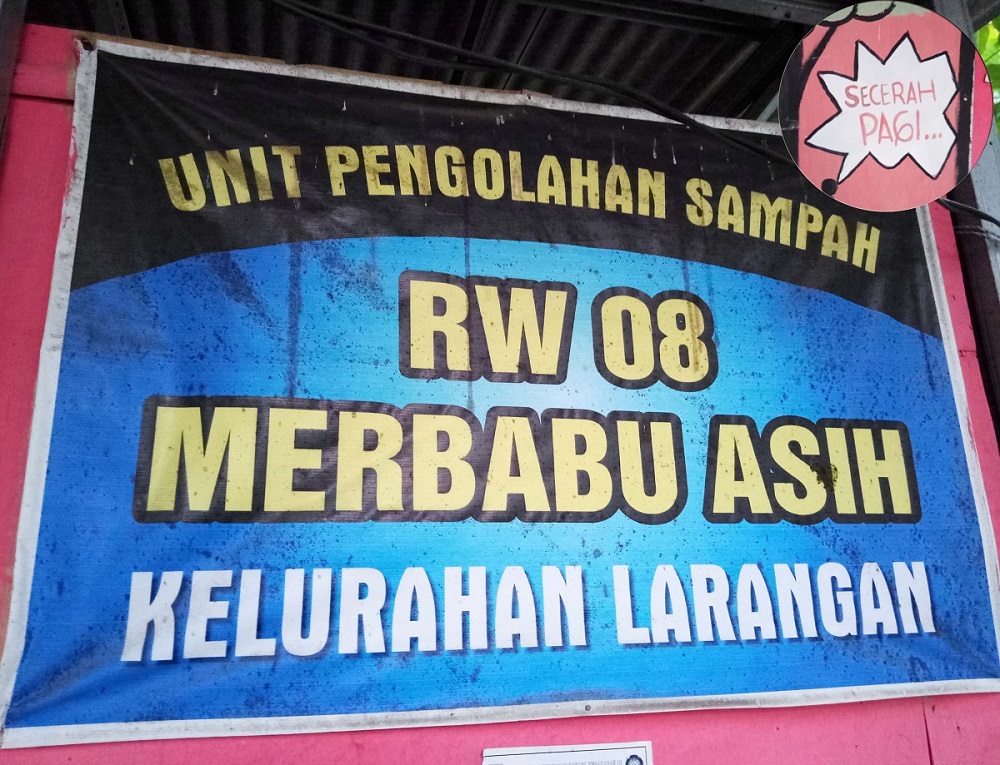 SECERAH
PAGI...
UNIT PENGOLAHAN SAMPAH
RW 08
MERBABU ASIH
KELURAHAN LARANGAN